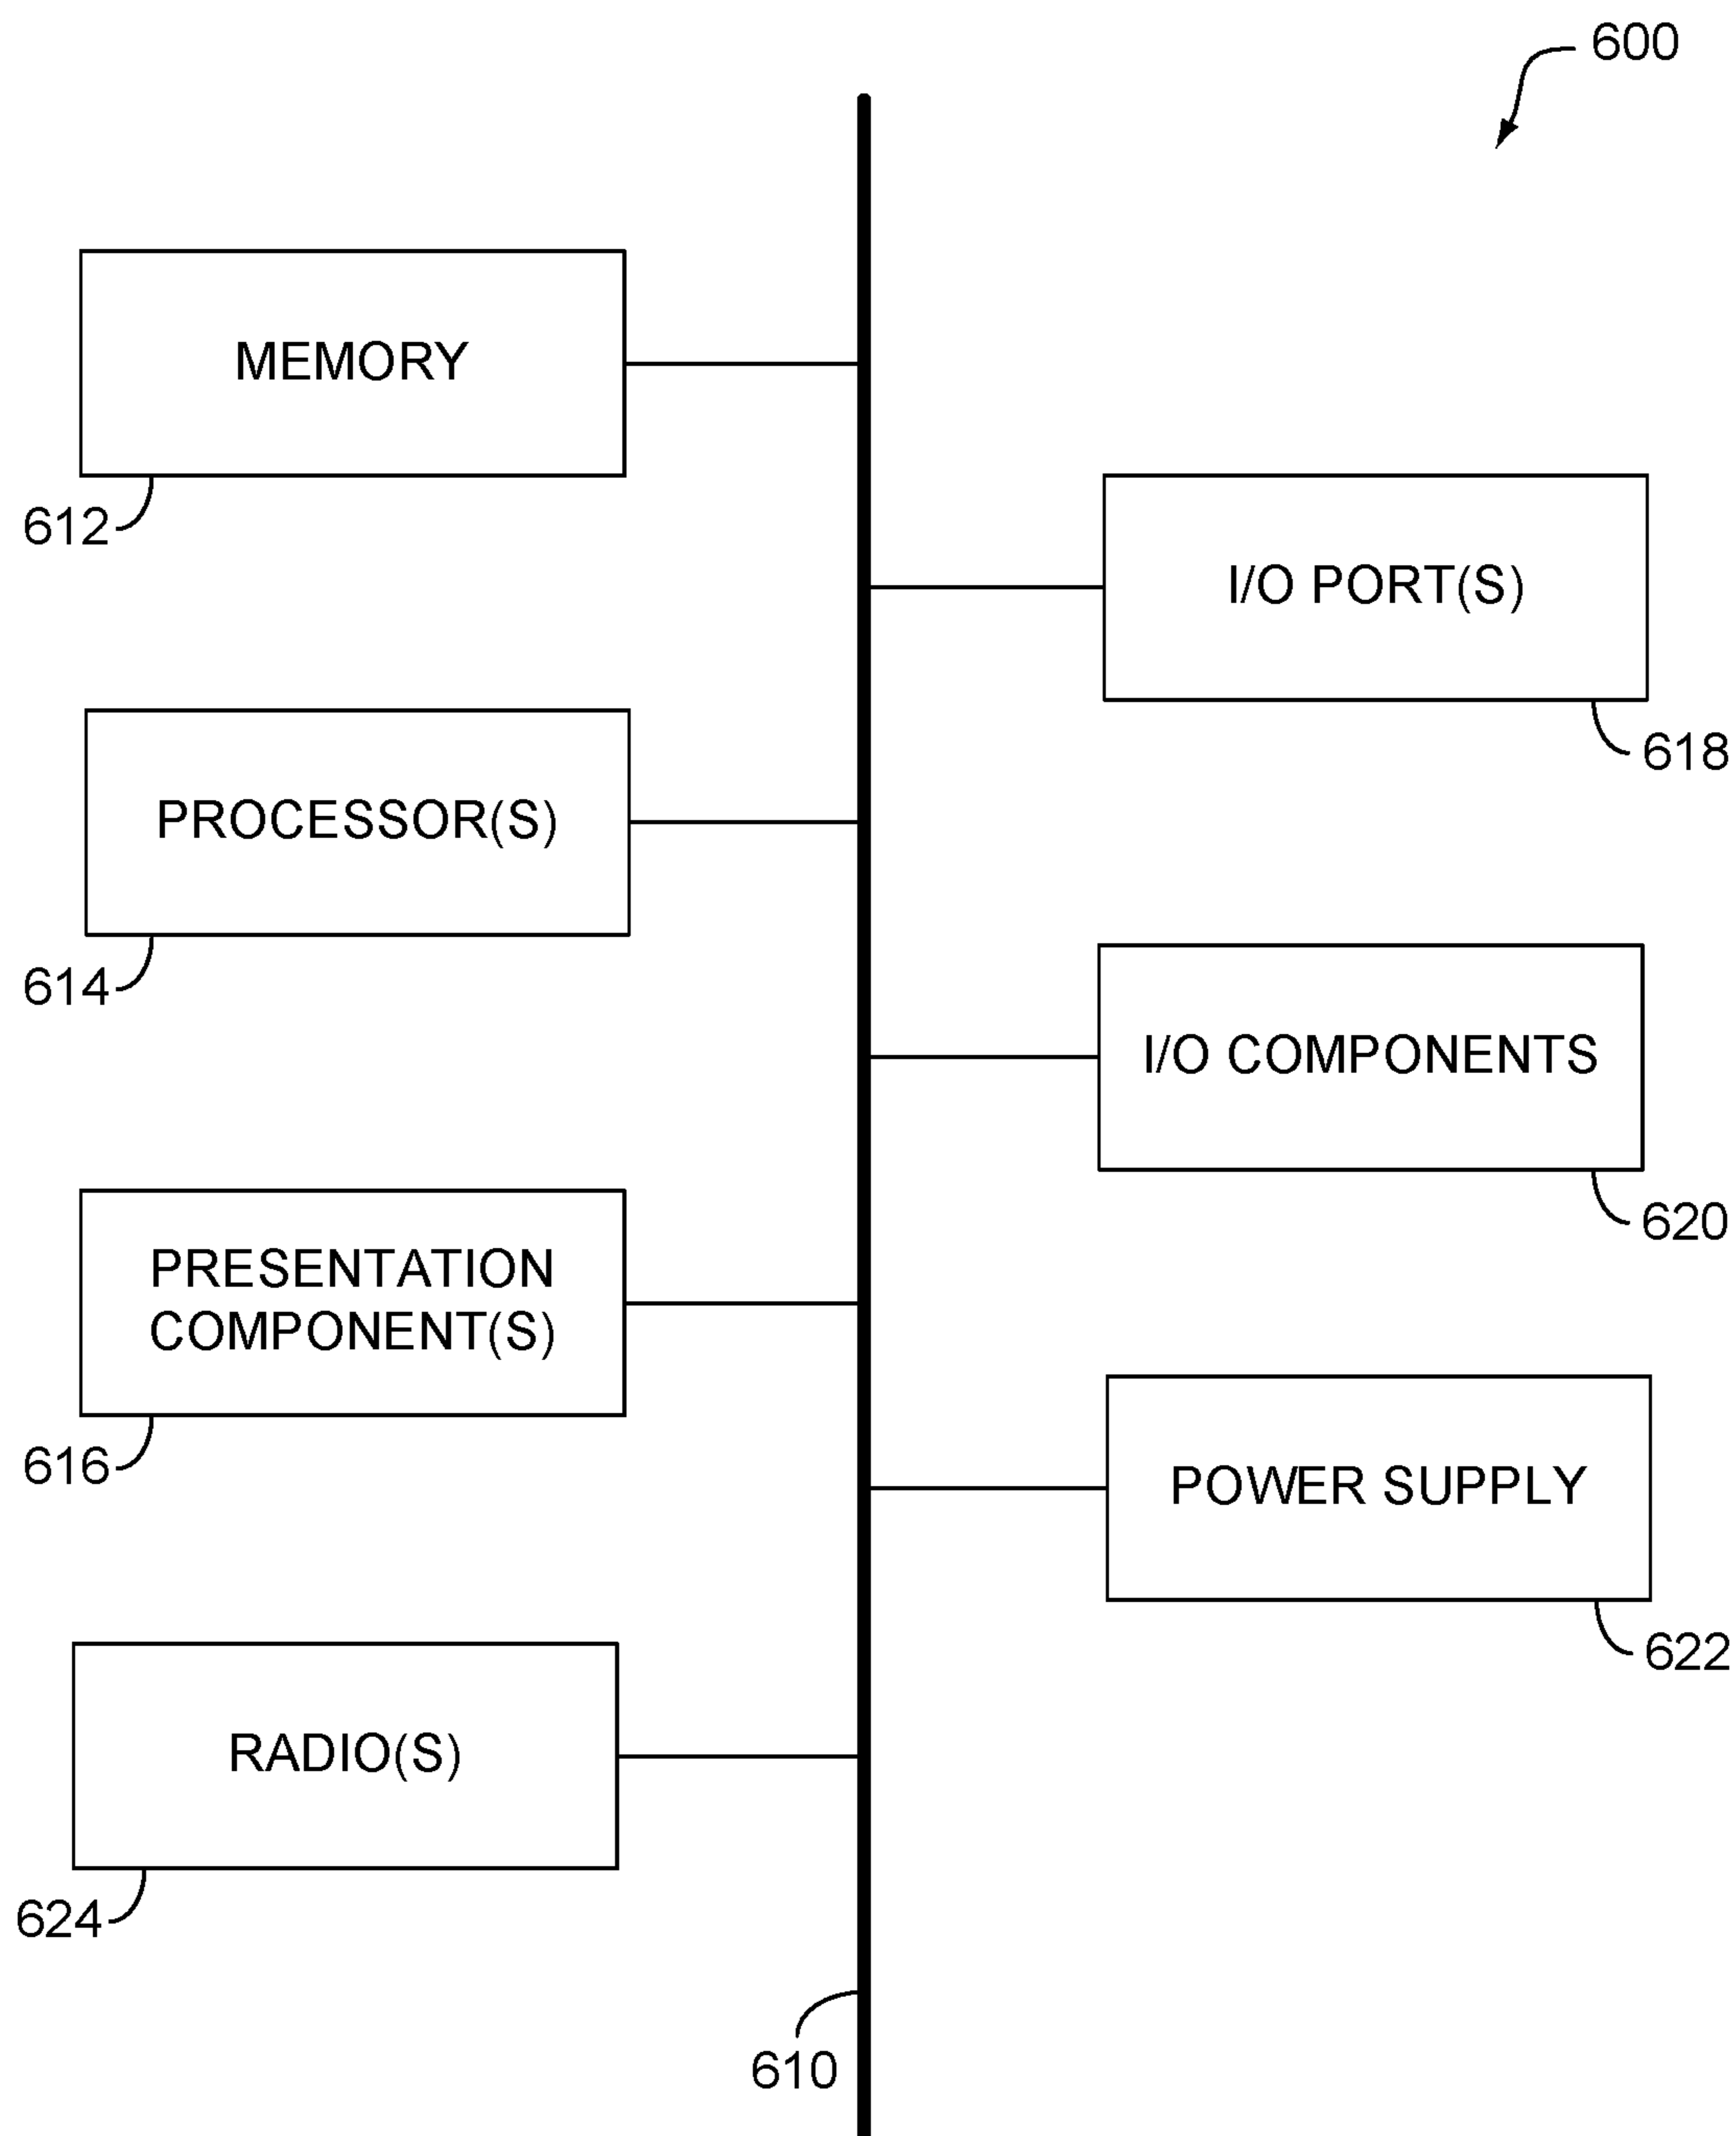 600
MEMORY
612
I/O PORT(S)
618
PROCESSOR(S)
614
I/O COMPONENTS
620
PRESENTATION
COMPONENT(S)
616
POWER SUPPLY
622
RADIO(S)
624
610